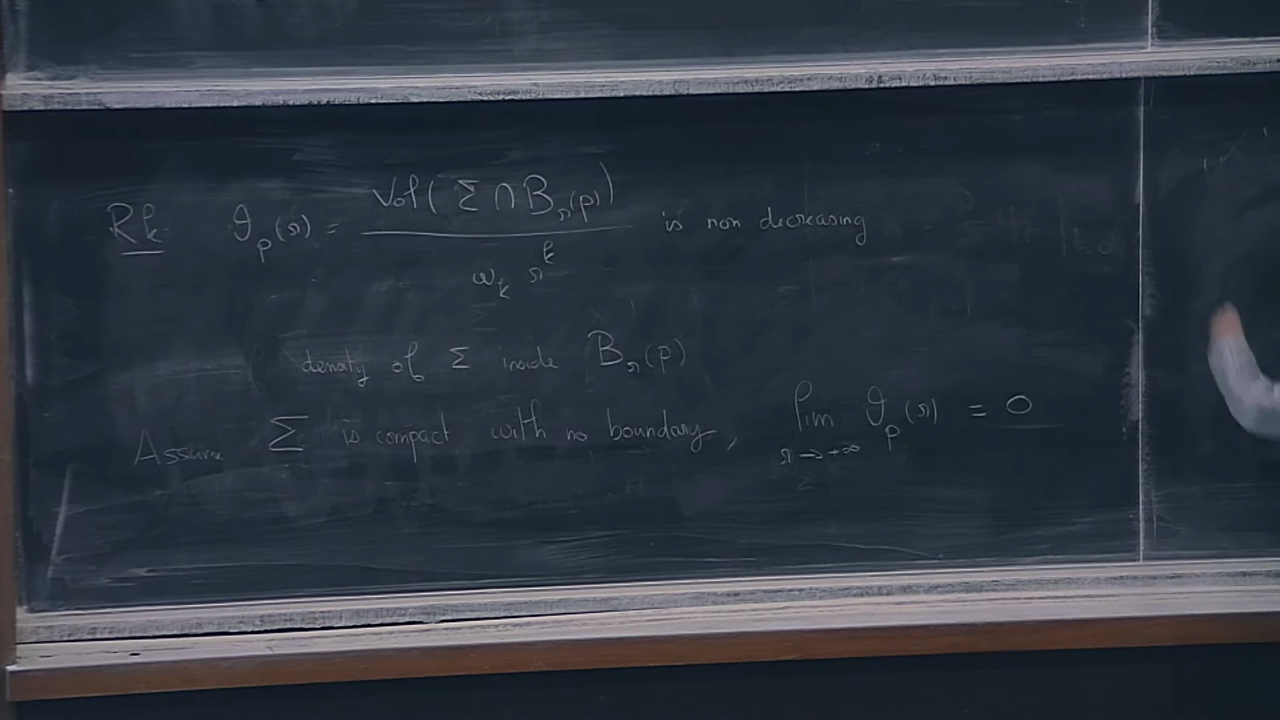 Rk θ_p(r) = Vol(Σ ∩ B_r(p)) / ω_k r^k is non decreasing
density of Σ inside B_r(p)
Assume Σ is compact with no boundary, lim_{r→+∞} θ_p(r) = 0